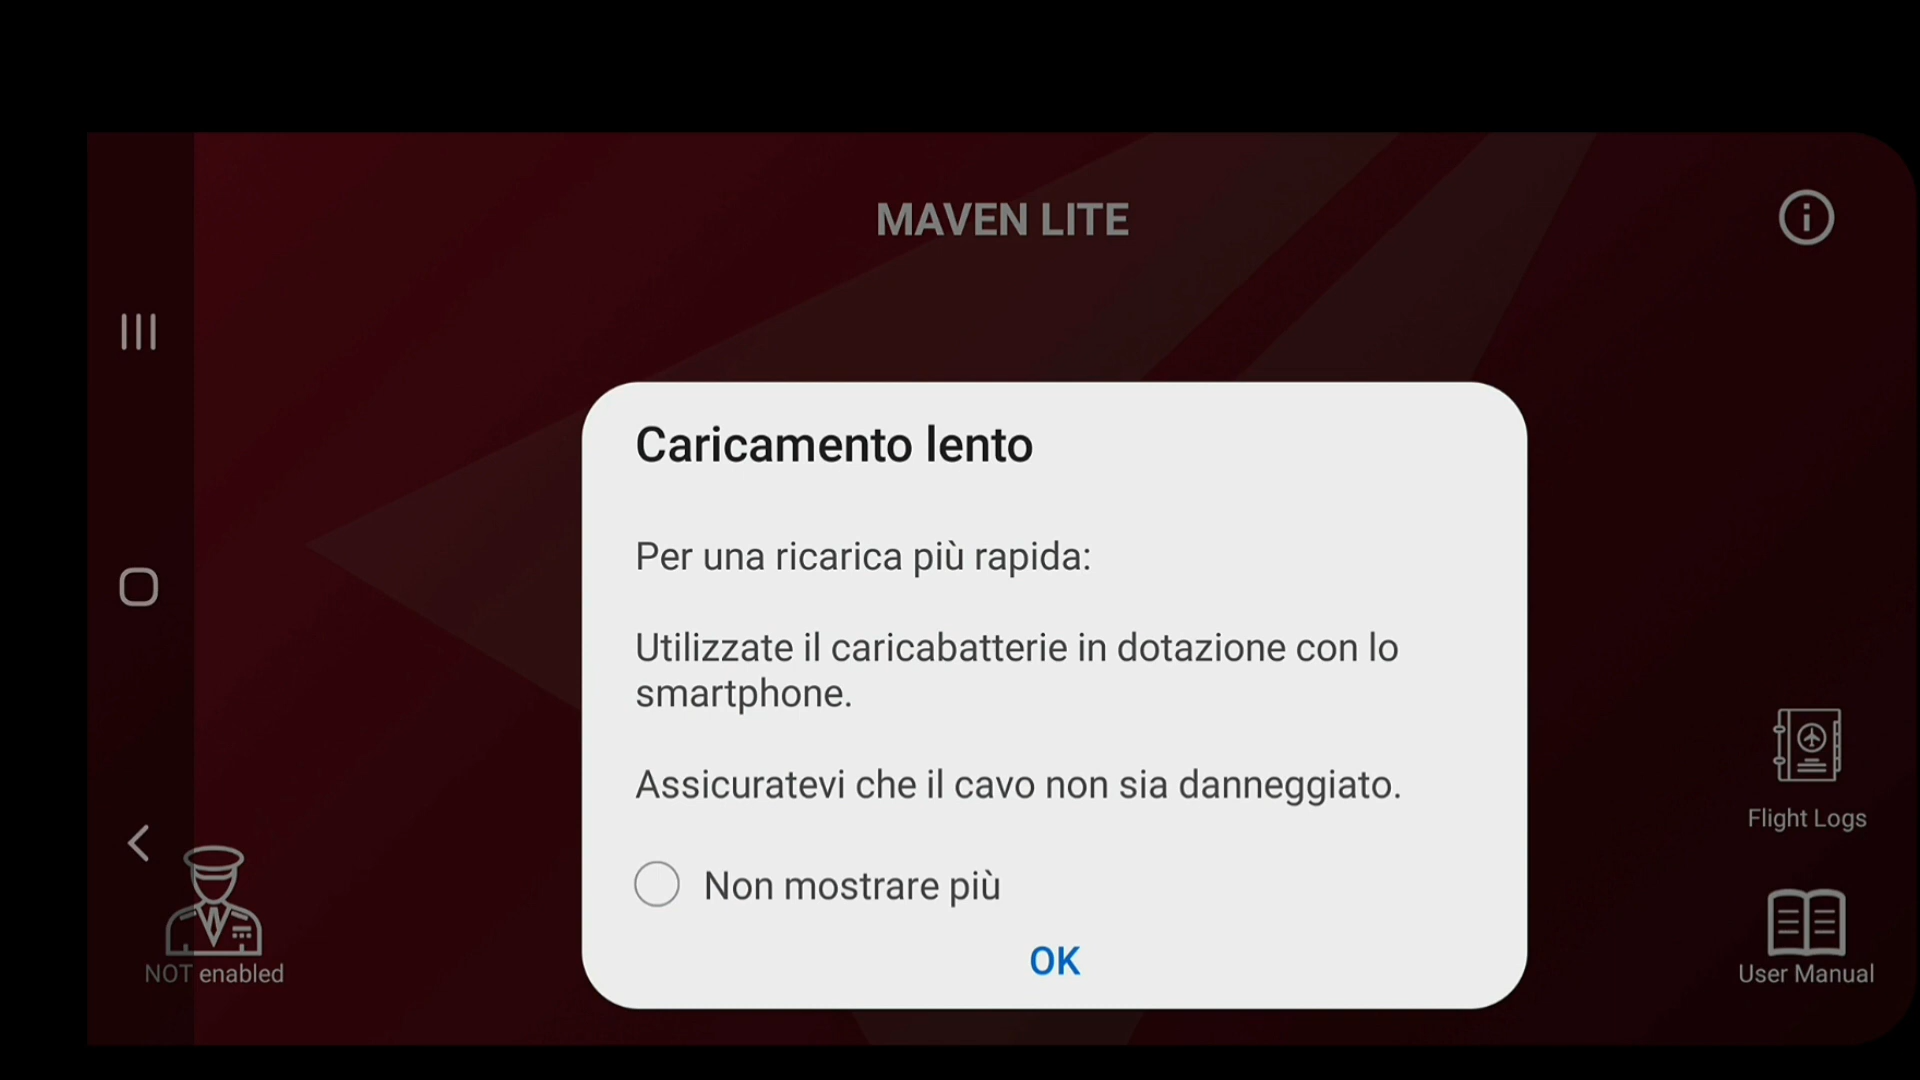 MAVEN LITE
Caricamento lento
Per una ricarica più rapida:
Utilizzate il caricabatterie in dotazione con lo
smartphone.
Assicuratevi che il cavo non sia danneggiato.
Non mostrare più
OK
NOT enabled
Flight Logs
User Manual